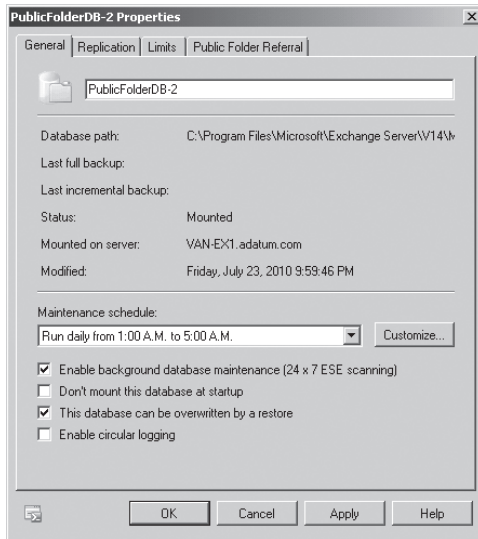 PublicFolderDB-2 Properties
General Replication Limits Public Folder Referral
PublicFolderDB-2
Database path: C:\Program Files\Microsoft\Exchange Server\V14\M
Last full backup:
Last incremental backup:
Status: Mounted
Mounted on server: VAN-EX1.adatum.com
Modified: Friday, July 23, 2010 9:59:46 PM
Maintenance schedule:
Run daily from 1:00 A.M. to 5:00 A.M. Customize...
Enable background database maintenance (24 x 7 ESE scanning)
Don't mount this database at startup
This database can be overwritten by a restore
Enable circular logging
OK Cancel Apply Help